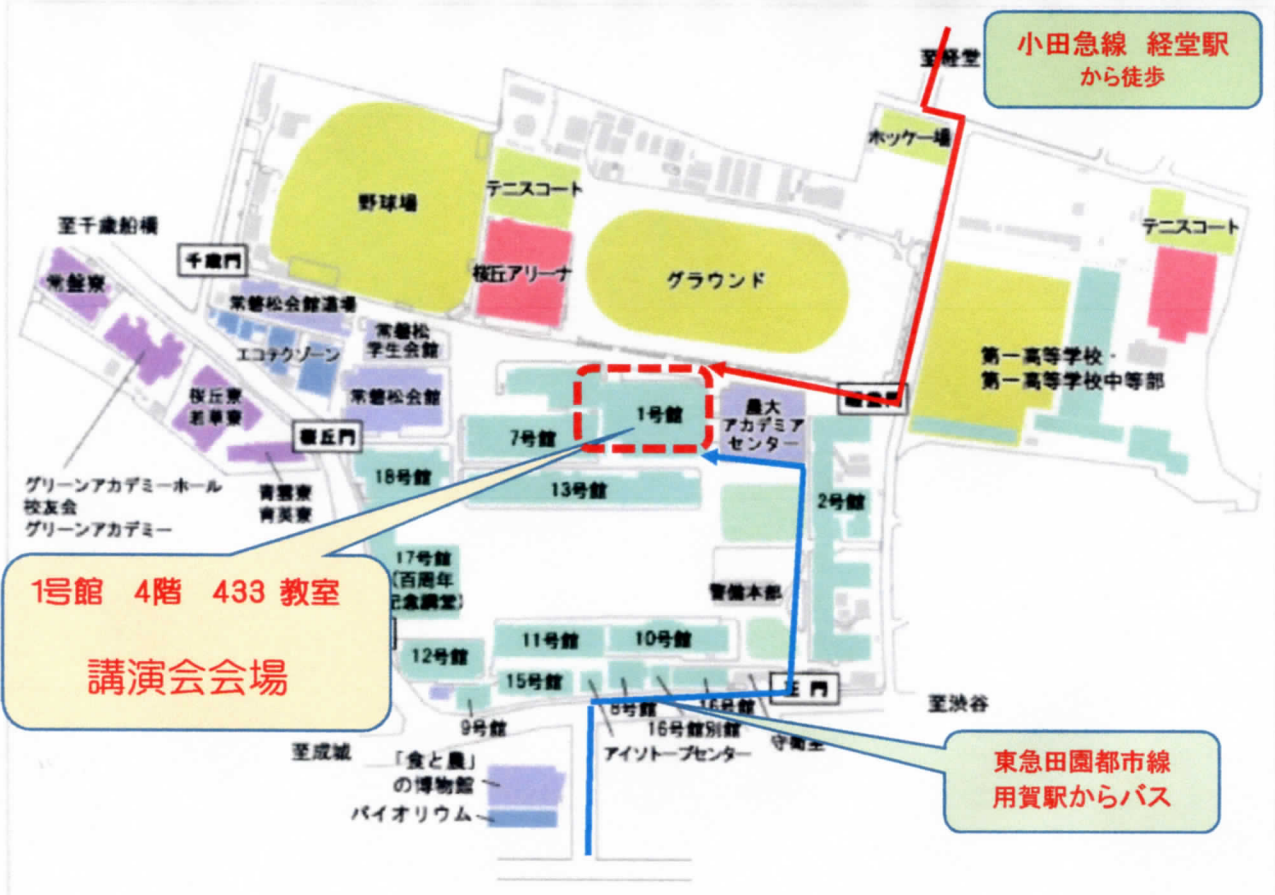 小田急線 経堂駅
から徒歩
至経堂
ホッケー場
テニスコート
野球場
テニスコート
至千歳船橋
千歳門
桜丘アリーナ
グラウンド
常盤寮
常磐松会館道場
常磐松
学生会館
エコテクゾーン
第一高等学校・
第一高等学校中等部
桜丘寮
若草寮
常磐松会館
1号館
農大
アカデミア
センター
桜丘門
7号館
18号館
13号館
2号館
グリーンアカデミーホール
校友会
グリーンアカデミー
青雲寮
青英寮
17号館
(百周年
記念講堂)
1号館 4階 433 教室
講演会会場
警備本部
11号館
10号館
12号館
15号館
正門
8号館
16号館
9号館
16号館別館
守衛室
アイソトープセンター
至渋谷
至成城
「食と農」
の博物館
バイオリウム
東急田園都市線
用賀駅からバス